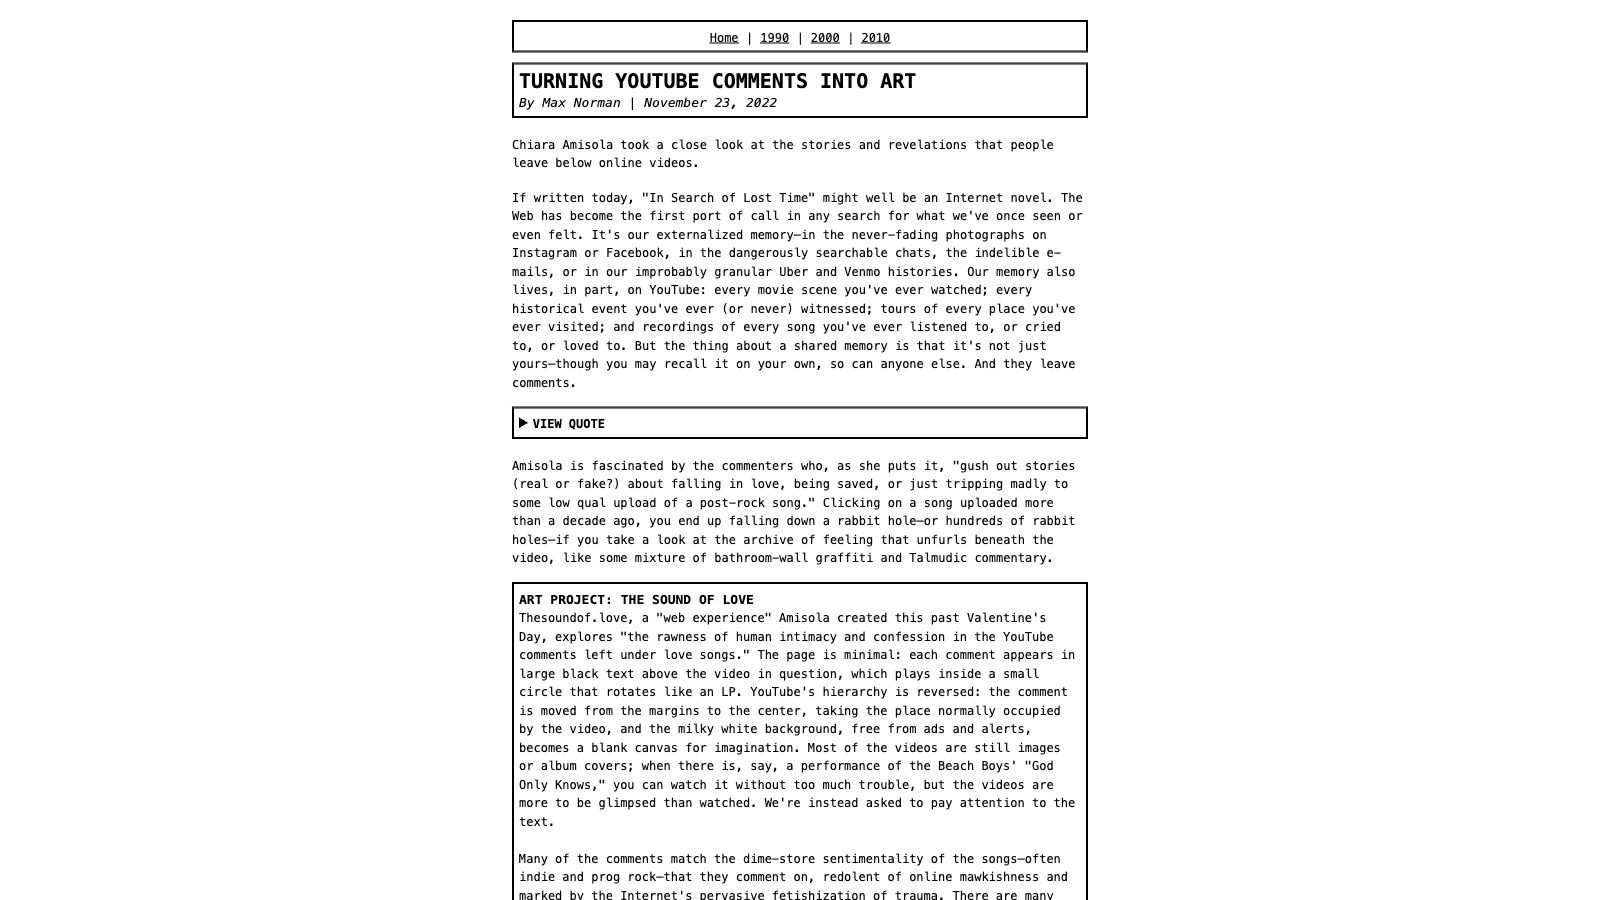 Home | 1990 | 2000 | 2010
TURNING YOUTUBE COMMENTS INTO ART
By Max Norman | November 23, 2022
Chiara Amisola took a close look at the stories and revelations that people
leave below online videos.
If written today, "In Search of Lost Time" might well be an Internet novel. The
Web has become the first port of call in any search for what we've once seen or
even felt. It's our externalized memory—in the never-fading photographs on
Instagram or Facebook, in the dangerously searchable chats, the indelible e-
mails, or in our improbably granular Uber and Venmo histories. Our memory also
lives, in part, on YouTube: every movie scene you've ever watched; every
historical event you've ever (or never) witnessed; tours of every place you've
ever visited; and recordings of every song you've ever listened to, or cried
to, or loved to. But the thing about a shared memory is that it's not just
yours—though you may recall it on your own, so can anyone else. And they leave
comments.
▶ VIEW QUOTE
Amisola is fascinated by the commenters who, as she puts it, "gush out stories
(real or fake?) about falling in love, being saved, or just tripping madly to
some low qual upload of a post-rock song." Clicking on a song uploaded more
than a decade ago, you end up falling down a rabbit hole—or hundreds of rabbit
holes—if you take a look at the archive of feeling that unfurls beneath the
video, like some mixture of bathroom-wall graffiti and Talmudic commentary.
ART PROJECT: THE SOUND OF LOVE
Thesoundof.love, a "web experience" Amisola created this past Valentine's
Day, explores "the rawness of human intimacy and confession in the YouTube
comments left under love songs." The page is minimal: each comment appears in
large black text above the video in question, which plays inside a small
circle that rotates like an LP. YouTube's hierarchy is reversed: the comment
is moved from the margins to the center, taking the place normally occupied
by the video, and the milky white background, free from ads and alerts,
becomes a blank canvas for imagination. Most of the videos are still images
or album covers; when there is, say, a performance of the Beach Boys' "God
Only Knows," you can watch it without too much trouble, but the videos are
more to be glimpsed than watched. We're instead asked to pay attention to the
text.
Many of the comments match the dime-store sentimentality of the songs—often
indie and prog rock—that they comment on, redolent of online mawkishness and
marked by the Internet's pervasive fetishization of trauma. There are many